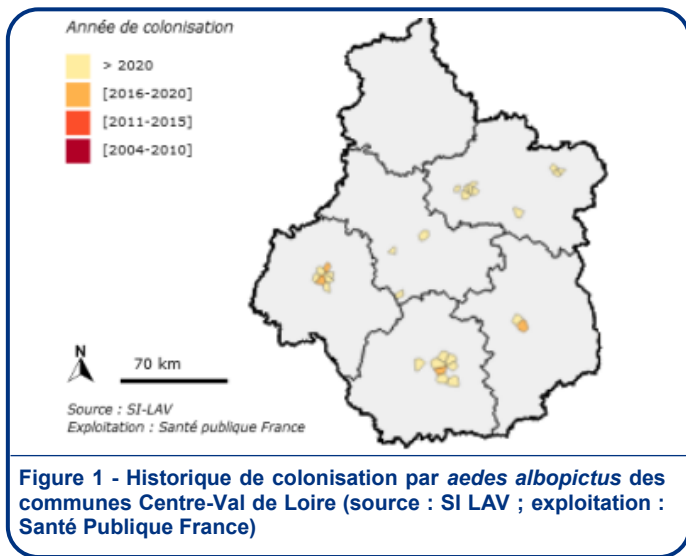 Année de colonisation
> 2020
[2016-2020]
[2011-2015]
[2004-2010]
N
70 km
Source : SI-LAV
Exploitation : Santé publique France
Figure 1 - Historique de colonisation par aedes albopictus des
communes Centre-Val de Loire (source : SI LAV ; exploitation :
Santé Publique France)